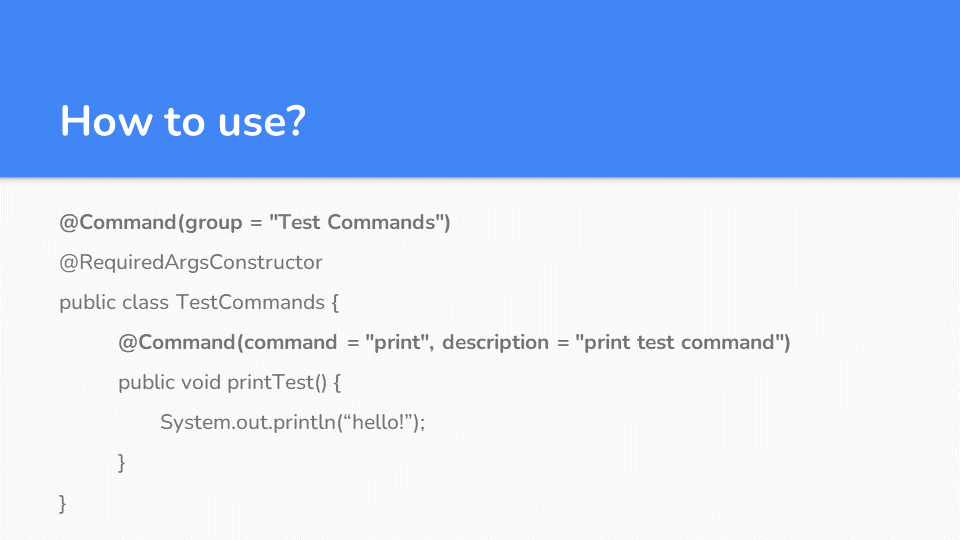 How to use?
@Command(group = "Test Commands")
@RequiredArgsConstructor
public class TestCommands {
@Command(command = "print", description = "print test command")
public void printTest() {
System.out.println(“hello!”);
}
}